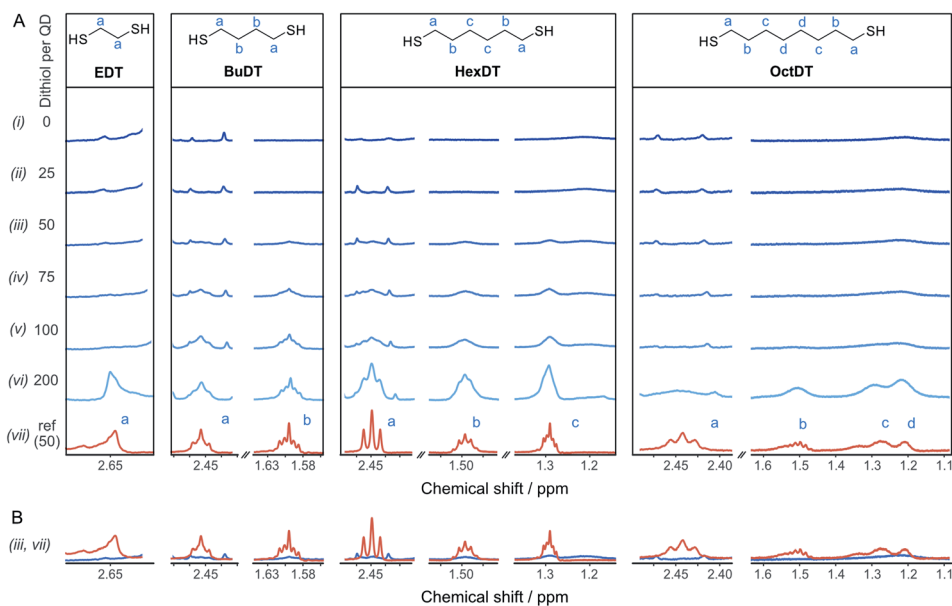 A
Dithiol per QD
HS a a SH
EDT
HS a b b a SH
BuDT
HS a b c c b a SH
HexDT
HS a b c d d c b a SH
OctDT
(i) 0
(ii) 25
(iii) 50
(iv) 75
(v) 100
(vi) 200
(vii) ref (50)
a a b a b c a b c d
2.65 2.45 // 1.63 1.58 2.45 // 1.50 // 1.3 1.2 2.45 2.40 // 1.6 1.5 1.4 1.3 1.2 1.1
Chemical shift / ppm
B
(iii, vii)
2.65 2.45 // 1.63 1.58 2.45 // 1.50 // 1.3 1.2 2.45 2.40 // 1.6 1.5 1.4 1.3 1.2 1.1
Chemical shift / ppm